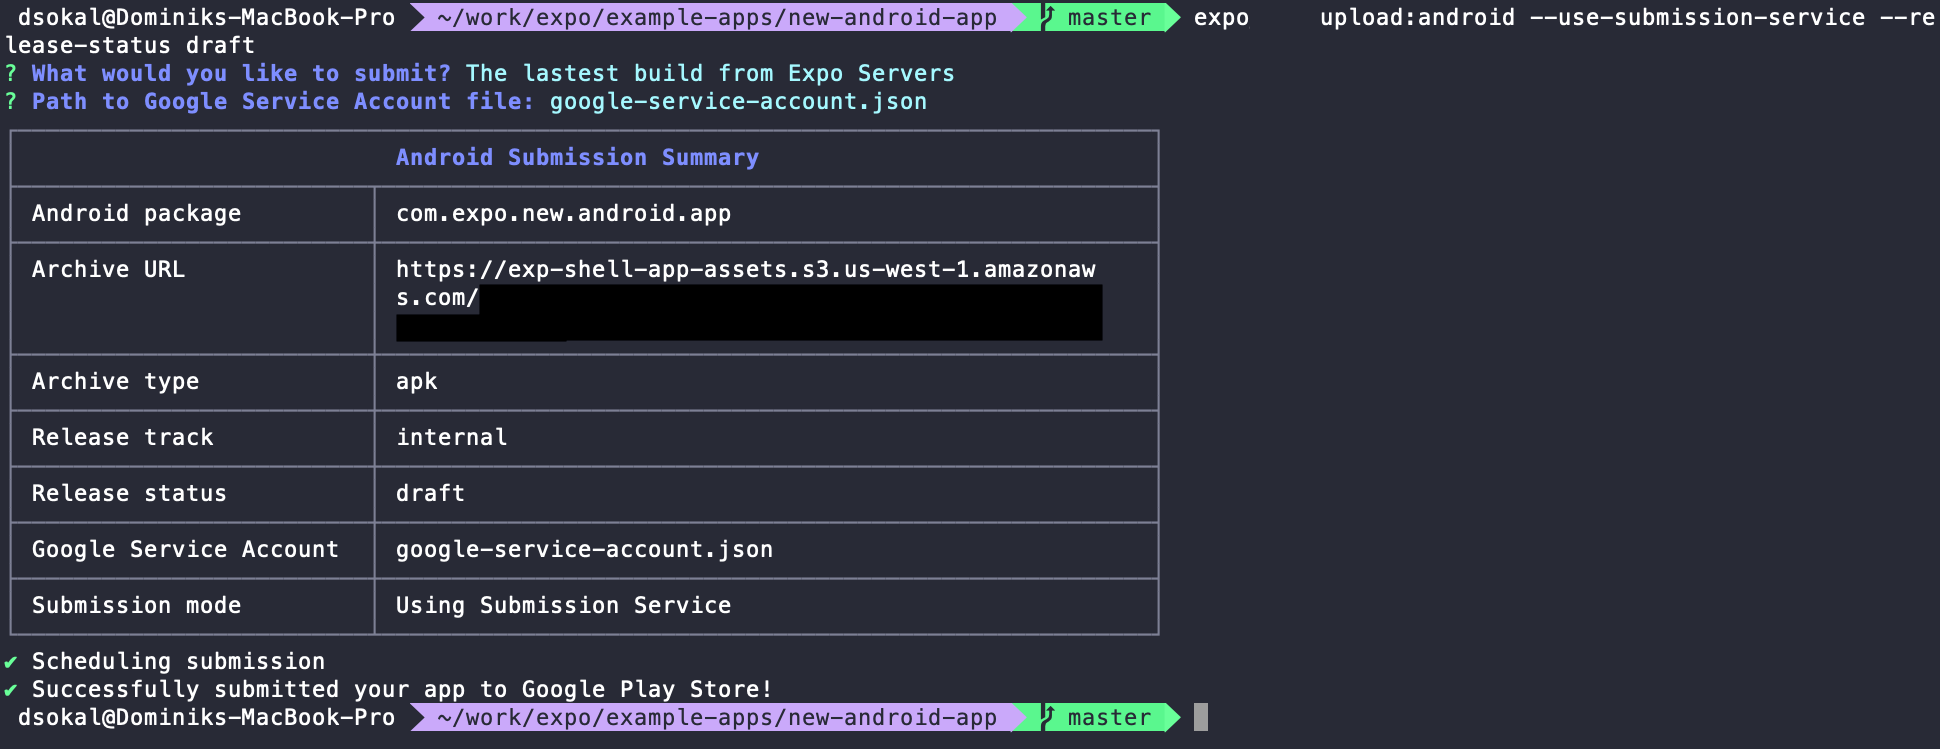 dsokal@Dominiks-MacBook-Pro ~/work/expo/example-apps/new-android-app master expo upload:android --use-submission-service --re
lease-status draft
? What would you like to submit? The lastest build from Expo Servers
? Path to Google Service Account file: google-service-account.json
Android Submission Summary
Android package com.expo.new.android.app
Archive URL https://exp-shell-app-assets.s3.us-west-1.amazonaw
s.com/
Archive type apk
Release track internal
Release status draft
Google Service Account google-service-account.json
Submission mode Using Submission Service
✔ Scheduling submission
✔ Successfully submitted your app to Google Play Store!
dsokal@Dominiks-MacBook-Pro ~/work/expo/example-apps/new-android-app master